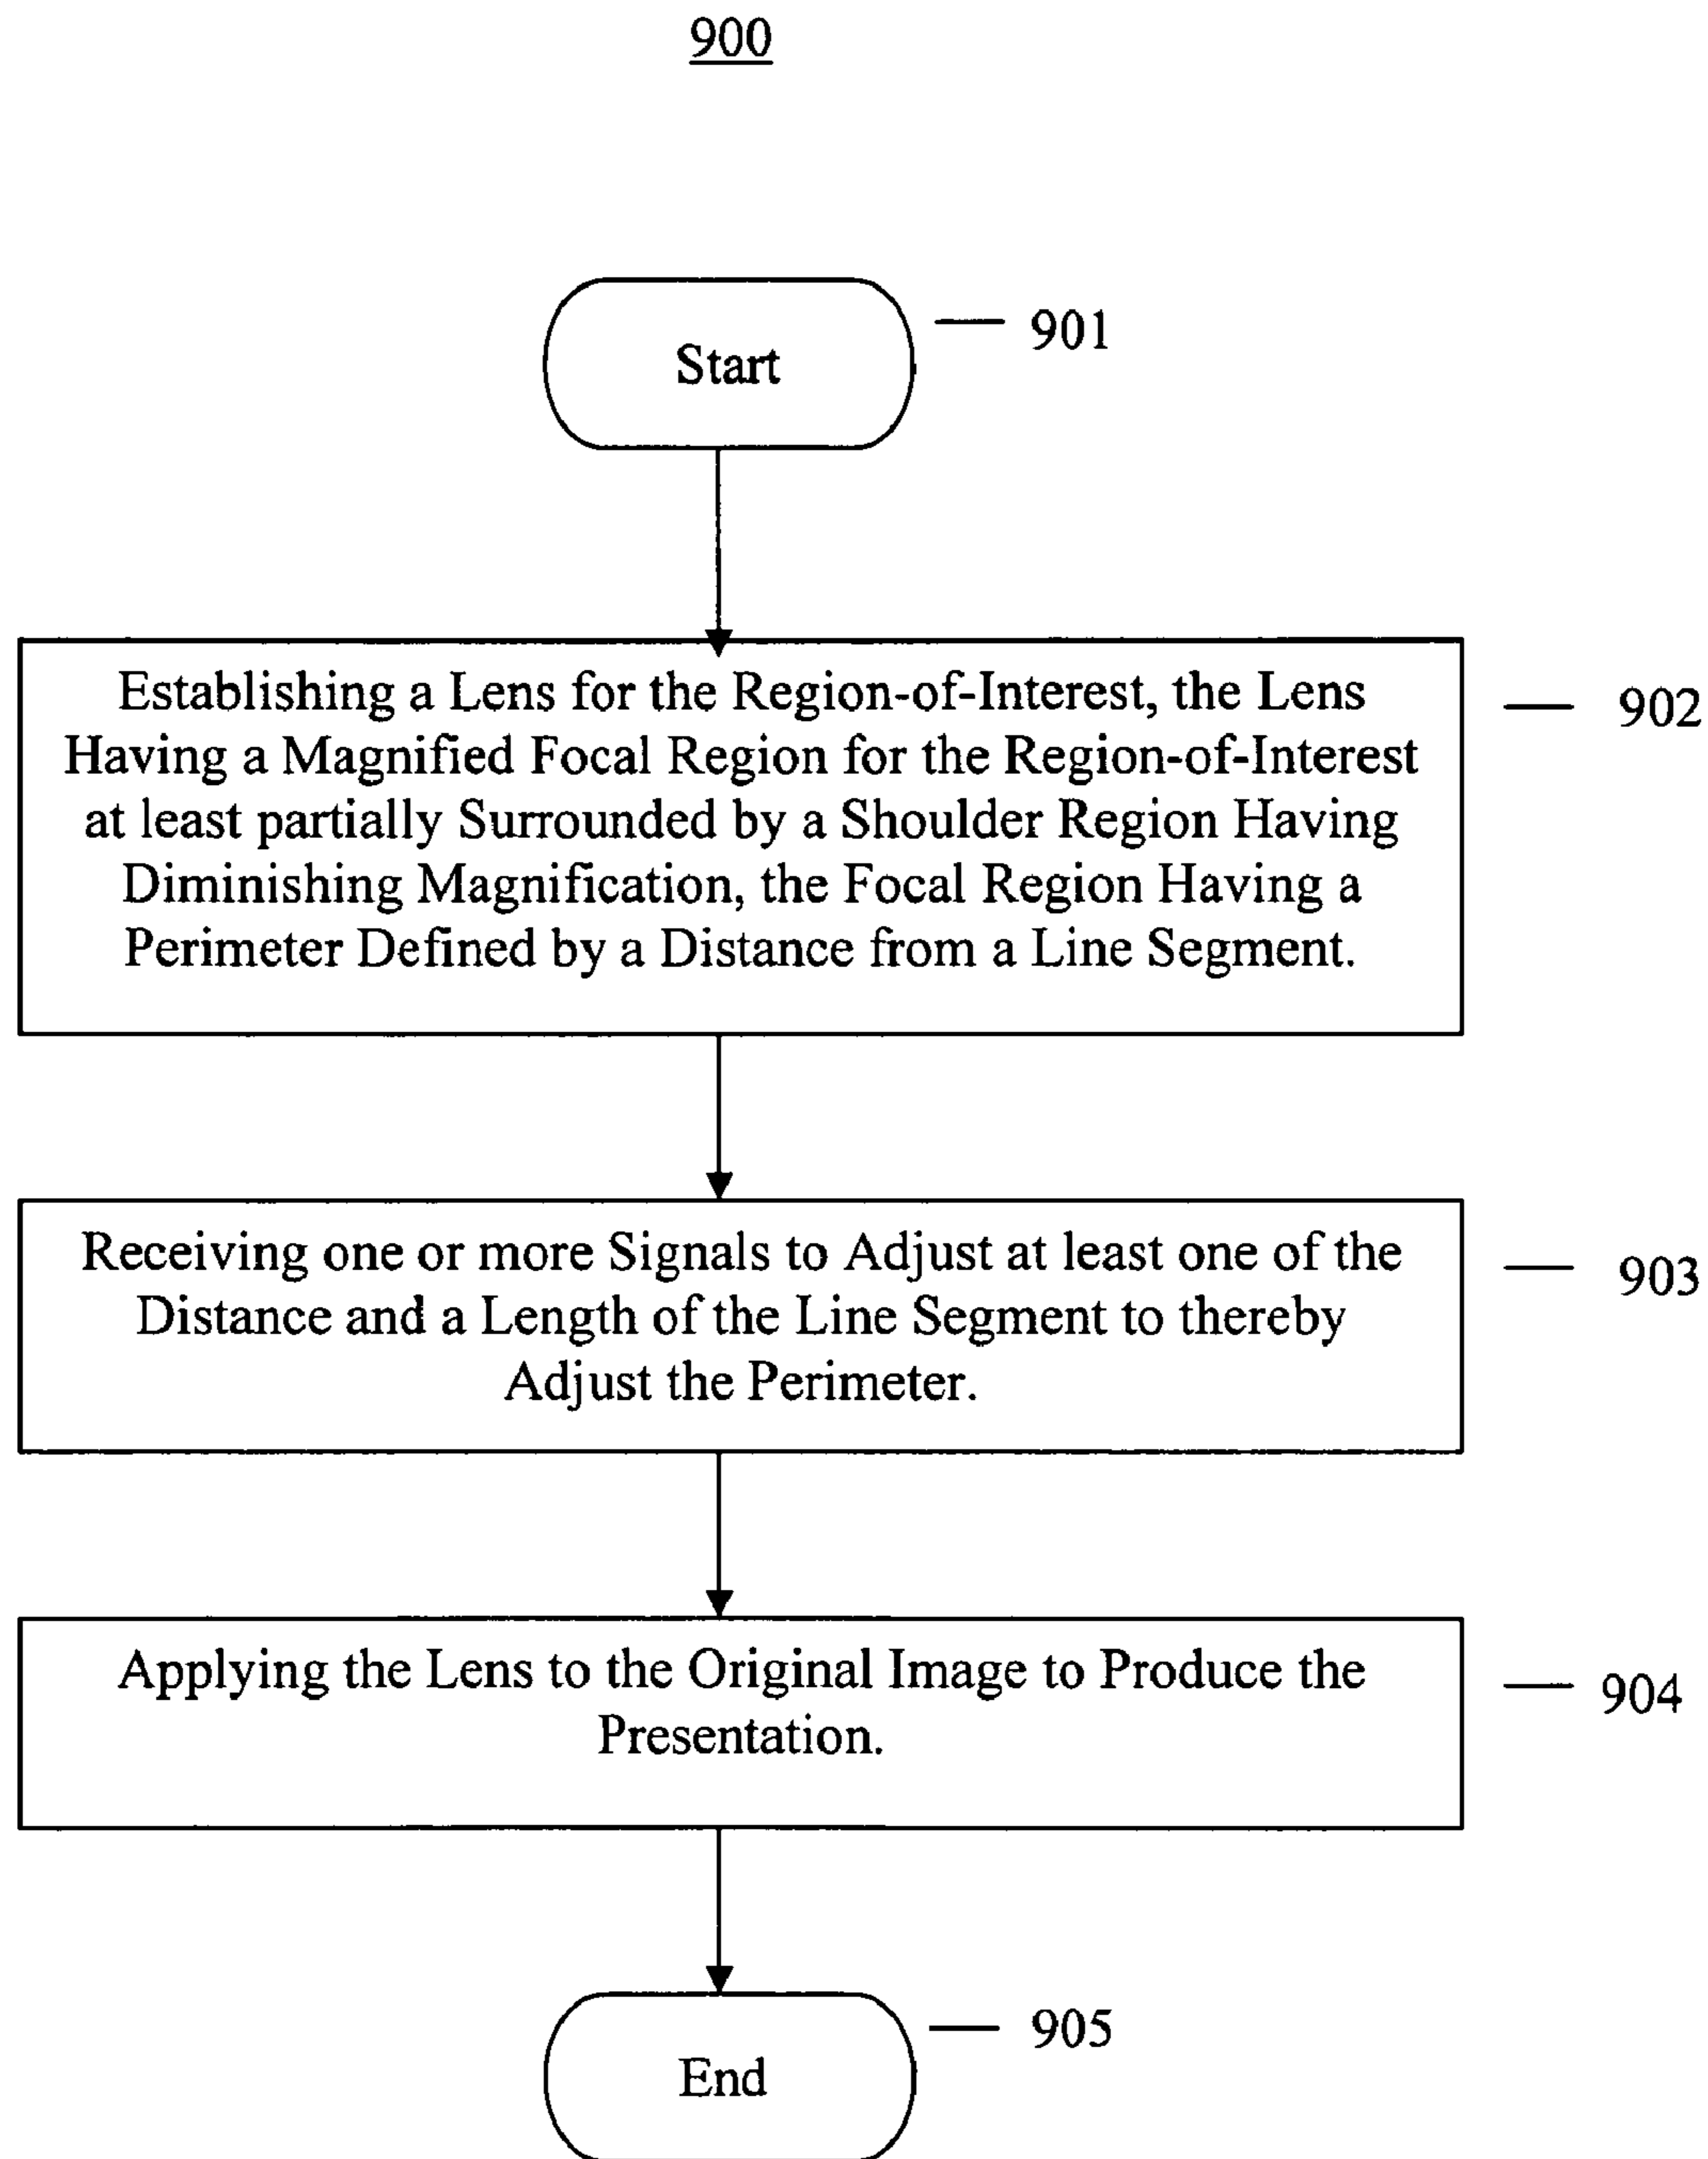 900
Start
901
Establishing a Lens for the Region-of-Interest, the Lens
Having a Magnified Focal Region for the Region-of-Interest
at least partially Surrounded by a Shoulder Region Having
Diminishing Magnification, the Focal Region Having a
Perimeter Defined by a Distance from a Line Segment.
902
Receiving one or more Signals to Adjust at least one of the
Distance and a Length of the Line Segment to thereby
Adjust the Perimeter.
903
Applying the Lens to the Original Image to Produce the
Presentation.
904
End
905